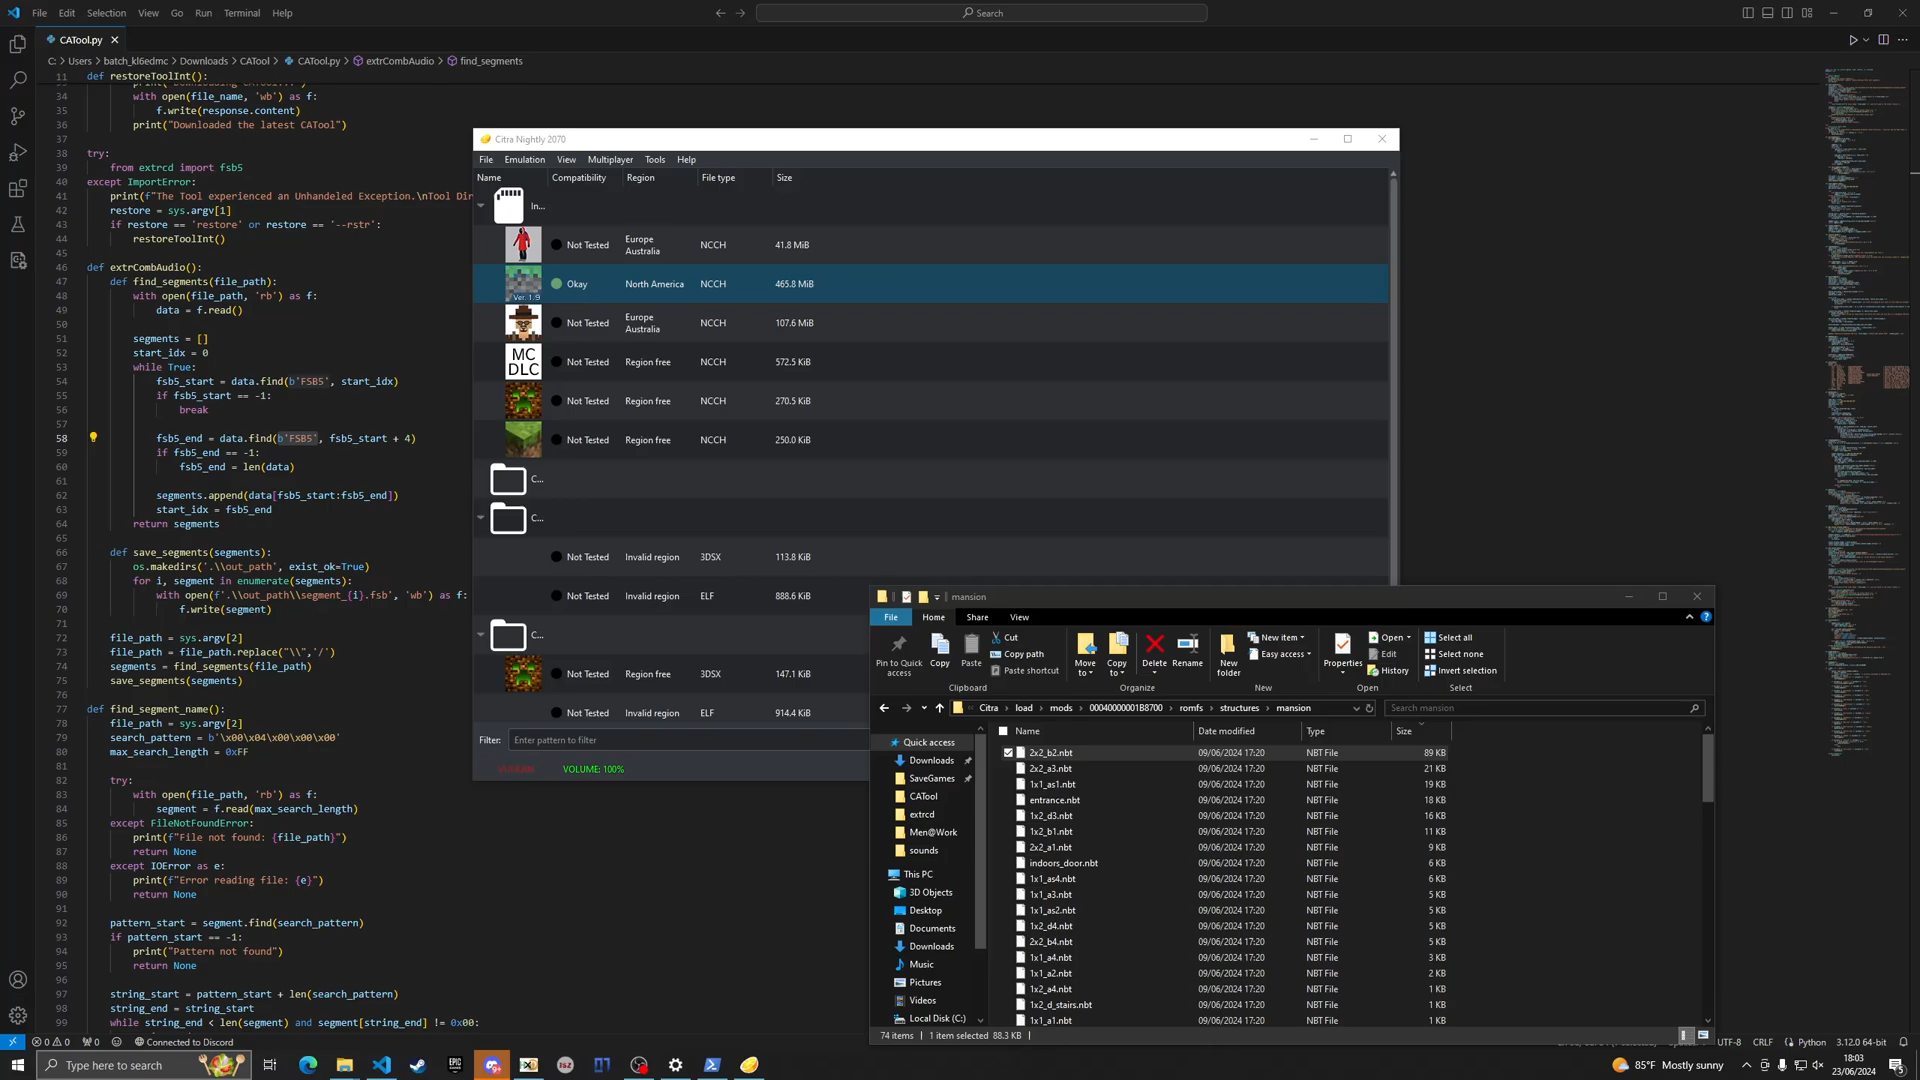 File Edit Selection View Go Run Terminal Help
Search
CATool.py
C: > Users > batch_kl6edmc > Downloads > CATool > CATool.py > extrCombAudio > find_segments
11 def restoreToolInt():
34 with open(file_name, 'wb') as f:
35 f.write(response.content)
36 print("Downloaded the latest CATool")
37
38 try:
39 from extrcd import fsb5
40 except ImportError:
41 print(f"The Tool experienced an Unhandeled Exception.\nTool Dir
42 restore = sys.argv[1]
43 if restore == 'restore' or restore == '--rstr':
44 restoreToolInt()
45
46 def extrCombAudio():
47 def find_segments(file_path):
48 with open(file_path, 'rb') as f:
49 data = f.read()
50
51 segments = []
52 start_idx = 0
53 while True:
54 fsb5_start = data.find(b'FSB5', start_idx)
55 if fsb5_start == -1:
56 break
57
58 fsb5_end = data.find(b'FSB5', fsb5_start + 4)
59 if fsb5_end == -1:
60 fsb5_end = len(data)
61
62 segments.append(data[fsb5_start:fsb5_end])
63 start_idx = fsb5_end
64 return segments
65
66 def save_segments(segments):
67 os.makedirs('.\\out_path', exist_ok=True)
68 for i, segment in enumerate(segments):
69 with open(f'.\\out_path\\segment_{i}.fsb', 'wb') as f:
70 f.write(segment)
71
72 file_path = sys.argv[2]
73 file_path = file_path.replace("\\",'/')
74 segments = find_segments(file_path)
75 save_segments(segments)
76
77 def find_segment_name():
78 file_path = sys.argv[2]
79 search_pattern = b'\x00\x04\x00\x00\x00'
80 max_search_length = 0xFF
81
82 try:
83 with open(file_path, 'rb') as f:
84 segment = f.read(max_search_length)
85 except FileNotFoundError:
86 print(f"File not found: {file_path}")
87 return None
88 except IOError as e:
89 print(f"Error reading file: {e}")
90 return None
91
92 pattern_start = segment.find(search_pattern)
93 if pattern_start == -1:
94 print("Pattern not found")
95 return None
96
97 string_start = pattern_start + len(search_pattern)
98 string_end = string_start
99 while string_end < len(segment) and segment[string_end] != 0x00:
Citra Nightly 2070
File Emulation View Multiplayer Tools Help
Name Compatibility Region File type Size
In...
Not Tested Europe Australia NCCH 41.8 MiB
Ver. 1.9 Okay North America NCCH 465.8 MiB
Not Tested Europe Australia NCCH 107.6 MiB
MC DLC Not Tested Region free NCCH 572.5 KiB
Not Tested Region free NCCH 270.5 KiB
Not Tested Region free NCCH 250.0 KiB
C...
C...
Not Tested Invalid region 3DSX 113.8 KiB
Not Tested Invalid region ELF 888.6 KiB
C...
Not Tested Region free 3DSX 147.1 KiB
Not Tested Invalid region ELF 914.4 KiB
Filter: Enter pattern to filter
VOLUME: 100%
mansion
File Home Share View
Pin to Quick access Copy Paste Cut Copy path Paste shortcut Move to Copy to Delete Rename New folder New item Easy access Properties Open Edit History Select all Select none Invert selection
Clipboard Organize New Open Select
Citra > load > mods > 00040000001B8700 > romfs > structures > mansion
Search mansion
Quick access
Downloads
SaveGames
CATool
extrcd
Men@Work
sounds
This PC
3D Objects
Desktop
Documents
Downloads
Music
Pictures
Videos
Local Disk (C:)
Name Date modified Type Size
2x2_b2.nbt 09/06/2024 17:20 NBT File 89 KB
2x2_a3.nbt 09/06/2024 17:20 NBT File 21 KB
1x1_as1.nbt 09/06/2024 17:20 NBT File 19 KB
entrance.nbt 09/06/2024 17:20 NBT File 18 KB
1x2_d3.nbt 09/06/2024 17:20 NBT File 16 KB
1x2_b1.nbt 09/06/2024 17:20 NBT File 11 KB
2x2_a1.nbt 09/06/2024 17:20 NBT File 9 KB
indoors_door.nbt 09/06/2024 17:20 NBT File 6 KB
1x1_as4.nbt 09/06/2024 17:20 NBT File 6 KB
1x1_a3.nbt 09/06/2024 17:20 NBT File 5 KB
1x1_as2.nbt 09/06/2024 17:20 NBT File 5 KB
1x2_d4.nbt 09/06/2024 17:20 NBT File 5 KB
2x2_b4.nbt 09/06/2024 17:20 NBT File 5 KB
1x1_a4.nbt 09/06/2024 17:20 NBT File 3 KB
1x1_a2.nbt 09/06/2024 17:20 NBT File 2 KB
2x2_a4.nbt 09/06/2024 17:20 NBT File 1 KB
1x2_d_stairs.nbt 09/06/2024 17:20 NBT File 1 KB
1x1_a1.nbt 09/06/2024 17:20 NBT File 1 KB
74 items 1 item selected 88.3 KB
0 0 0 Connected to Discord
UTF-8 CRLF Python 3.12.0 64-bit
Type here to search
85°F Mostly sunny
18:03
23/06/2024